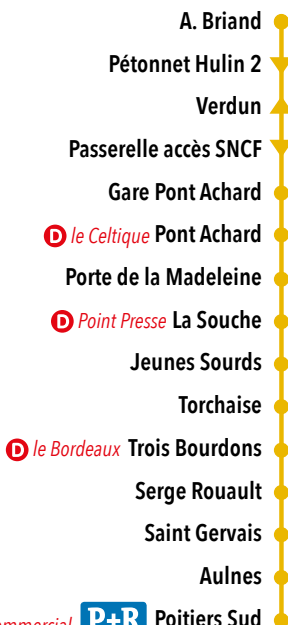 A. Briand
Pétonnet Hulin 2
Verdun
Passerelle accès SNCF
Gare Pont Achard
D le Celtique Pont Achard
Porte de la Madeleine
D Point Presse La Souche
Jeunes Sourds
Torchaise
D le Bordeaux Trois Bourdons
Serge Rouault
Saint Gervais
Aulnes
P+R Poitiers Sud